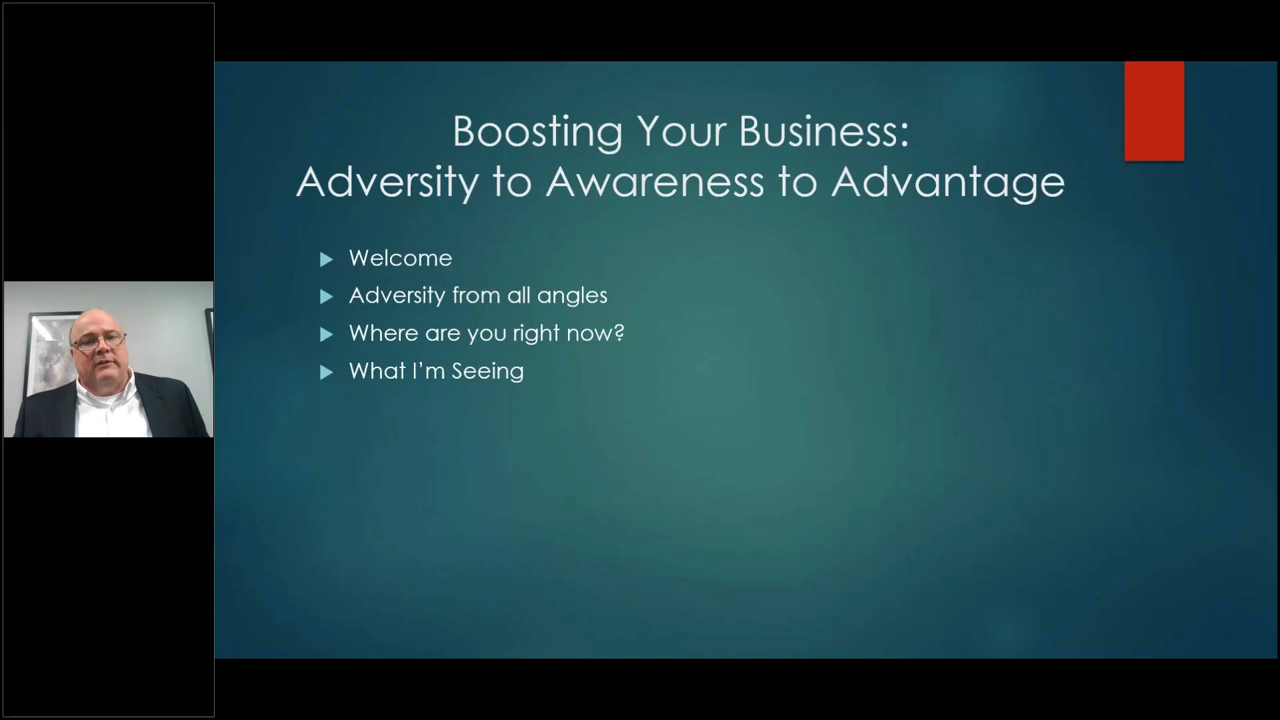 Boosting Your Business:
Adversity to Awareness to Advantage
Welcome
Adversity from all angles
Where are you right now?
What I'm Seeing